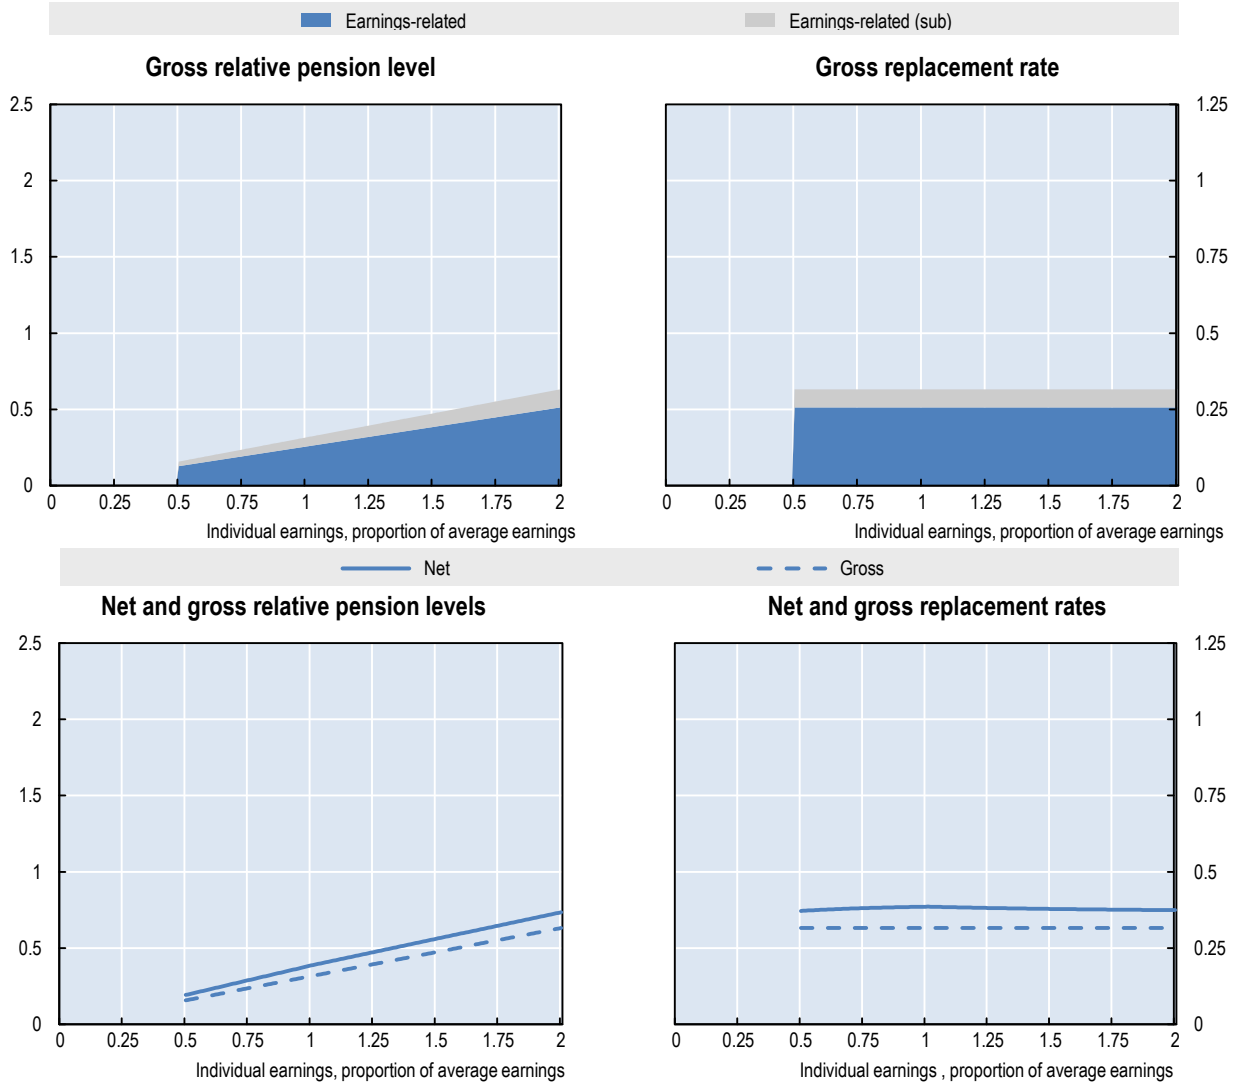 Earnings-related
Earnings-related (sub)
Gross relative pension level
Gross replacement rate
2.5
2
1.5
1
0.5
0
0 0.25 0.5 0.75 1 1.25 1.5 1.75 2
Individual earnings, proportion of average earnings
1.25
1
0.75
0.5
0.25
0
0 0.25 0.5 0.75 1 1.25 1.5 1.75 2
Individual earnings, proportion of average earnings
Net
Gross
Net and gross relative pension levels
Net and gross replacement rates
2.5
2
1.5
1
0.5
0
0 0.25 0.5 0.75 1 1.25 1.5 1.75 2
Individual earnings, proportion of average earnings
1.25
1
0.75
0.5
0.25
0
0 0.25 0.5 0.75 1 1.25 1.5 1.75 2
Individual earnings , proportion of average earnings